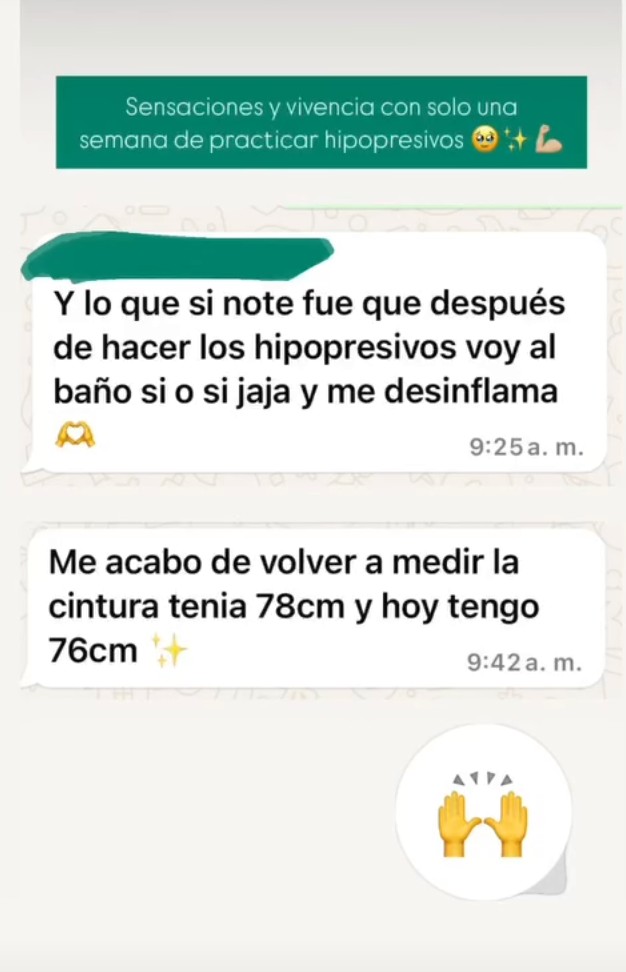 Sensaciones y vivencia con solo una
semana de practicar hipopresivos 🥹✨💪🏼
Y lo que si note fue que después
de hacer los hipopresivos voy al
baño si o si jaja y me desinflama
🫶
9:25 a. m.
Me acabo de volver a medir la
cintura tenia 78cm y hoy tengo
76cm ✨
9:42 a. m.